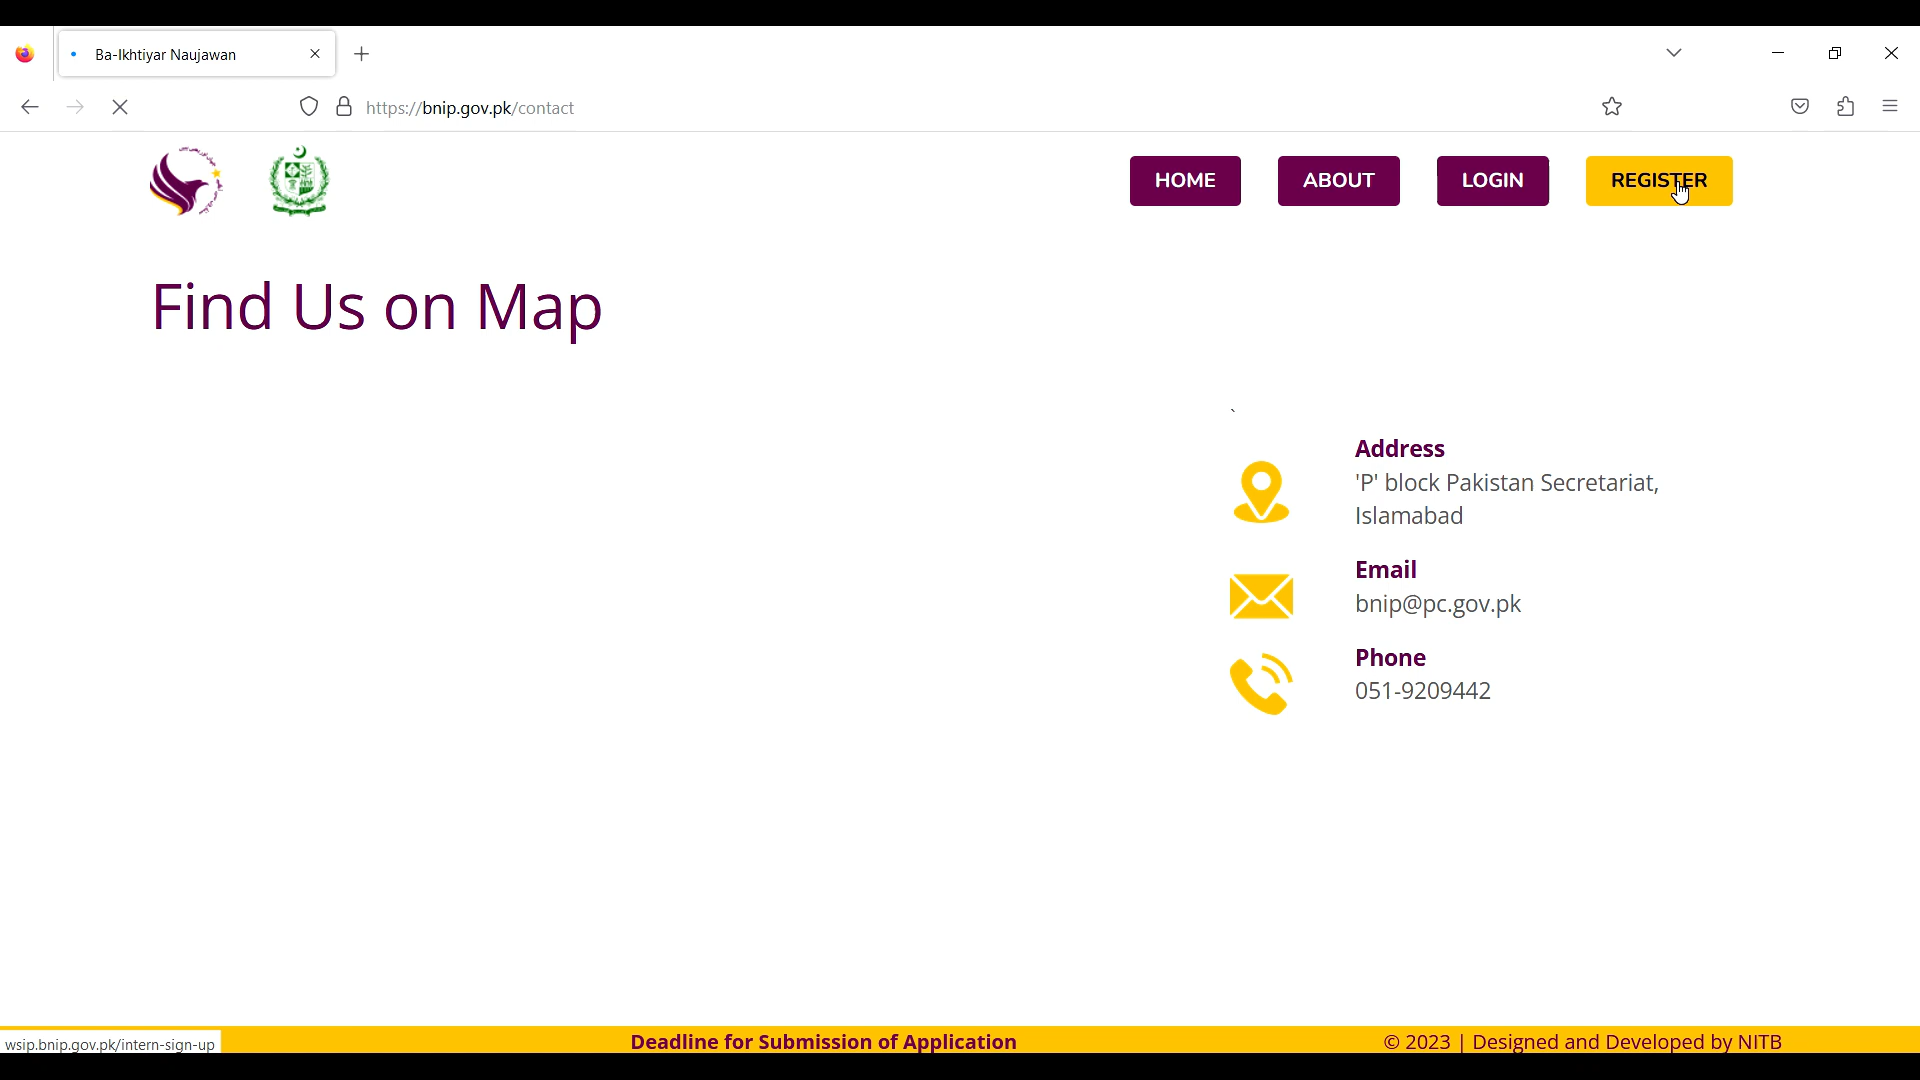 Ba-Ikhtiyar Naujawan
https://bnip.gov.pk/contact
HOME
ABOUT
LOGIN
REGISTER
Find Us on Map
`
Address
'P' block Pakistan Secretariat,
Islamabad
Email
bnip@pc.gov.pk
Phone
051-9209442
wsip.bnip.gov.pk/intern-sign-up
Deadline for Submission of Application
© 2023 | Designed and Developed by NITB